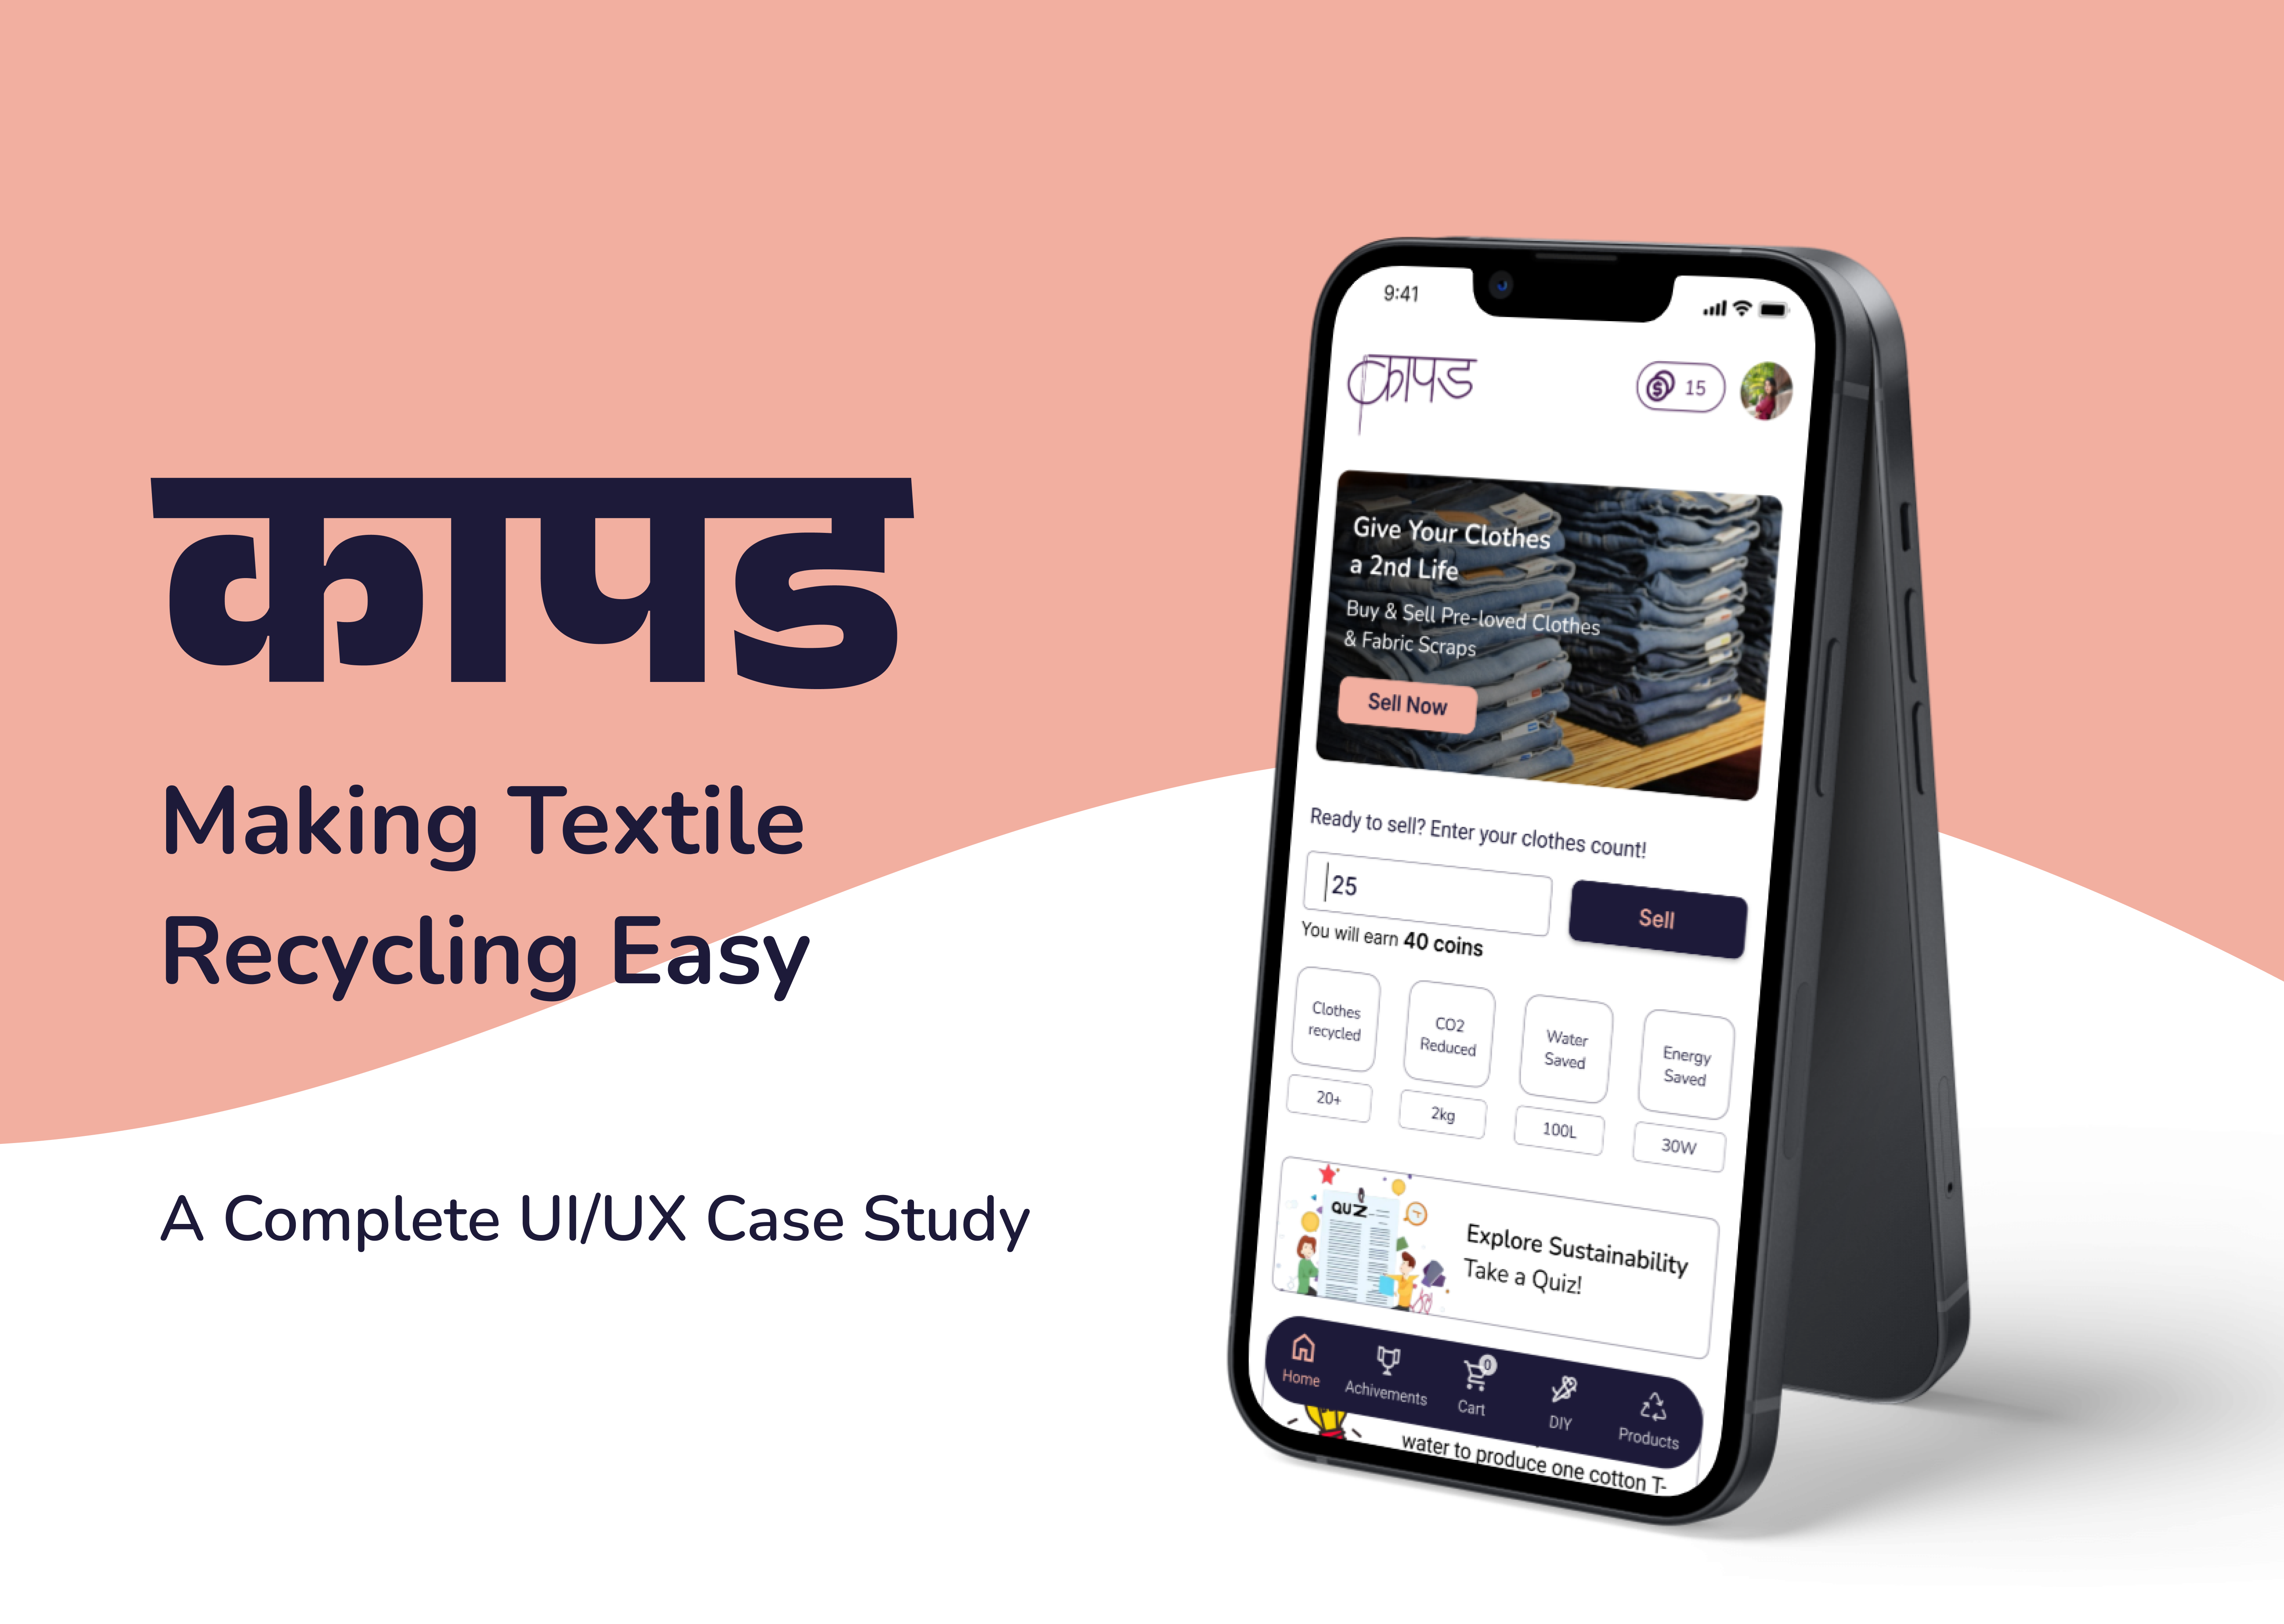 कापड
Making Textile
Recycling Easy
A Complete UI/UX Case Study
9:41
कापड
15
Give Your Clothes
a 2nd Life
Buy & Sell Pre-loved Clothes
& Fabric Scraps
Sell Now
Ready to sell? Enter your clothes count!
25
Sell
You will earn 40 coins
Clothes
recycled
CO2
Reduced
Water
Saved
Energy
Saved
20+
2kg
100L
30W
QUIZ
Explore Sustainability
Take a Quiz!
Home
Achivements
0
Cart
DIY
Products
water to produce one cotton T-